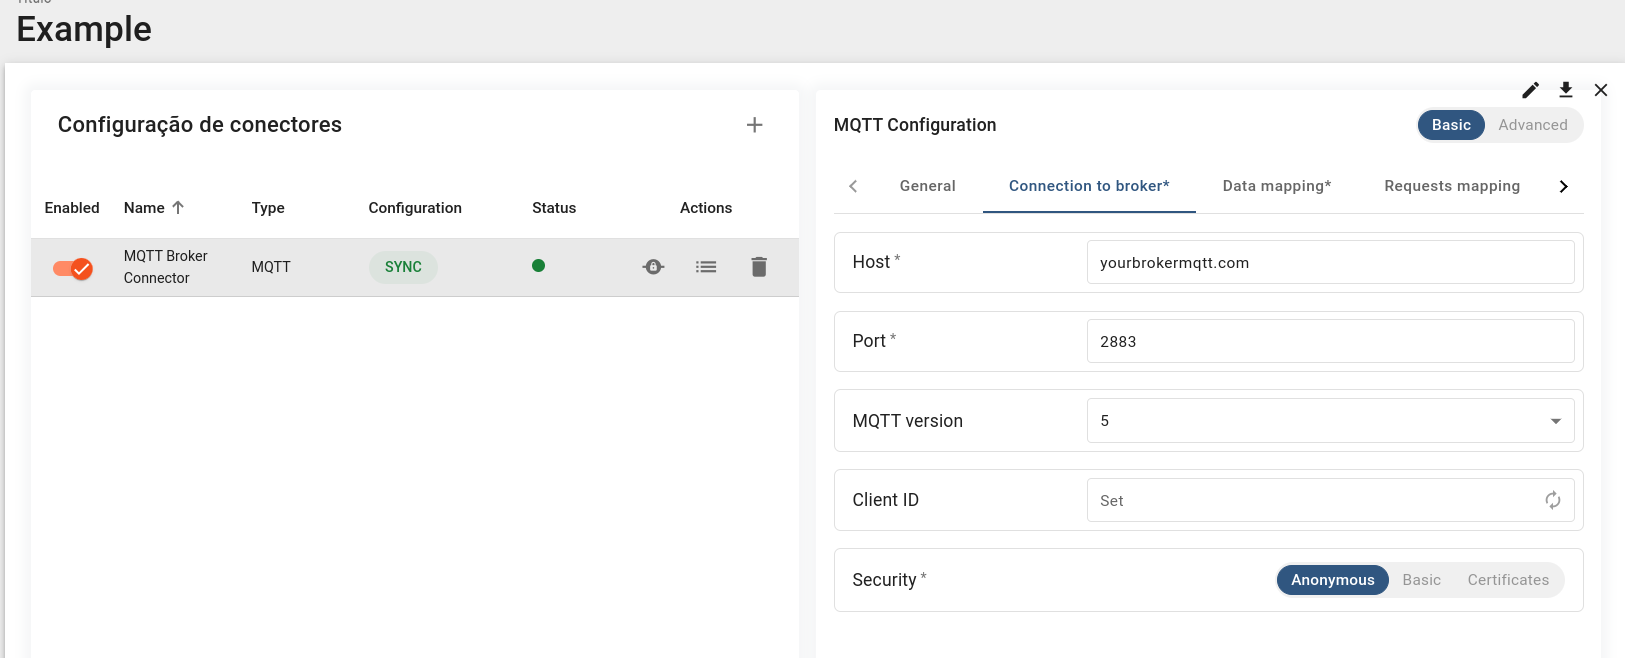 Título
Example
Configuração de conectores
Enabled Name Type Configuration Status Actions
MQTT Broker
Connector
MQTT
SYNC
MQTT Configuration
Basic Advanced
General Connection to broker* Data mapping* Requests mapping
Host * yourbrokermqtt.com
Port * 2883
MQTT version 5
Client ID Set
Security * Anonymous Basic Certificates